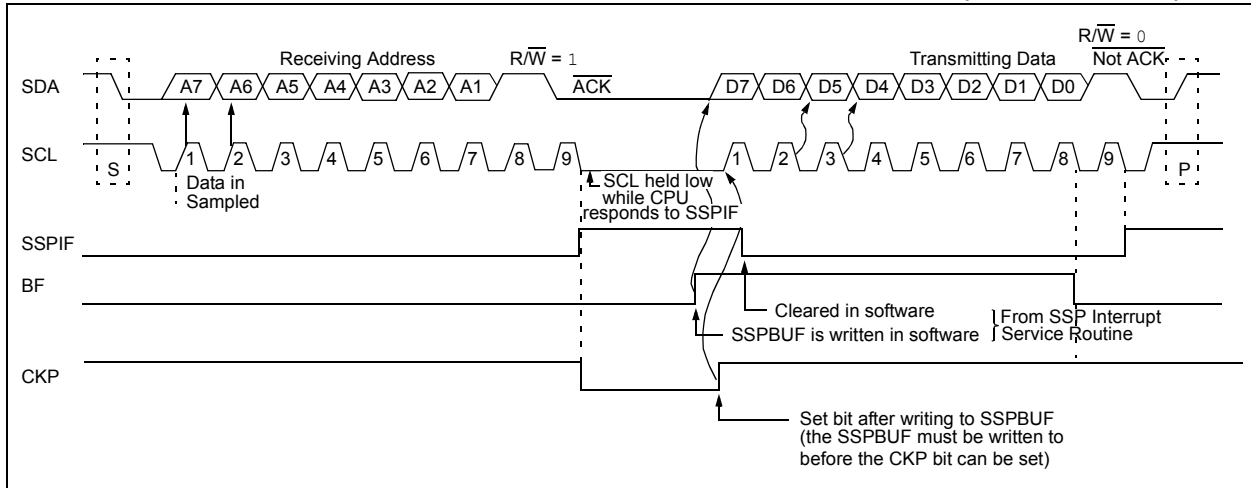 R/W = 0
Receiving Address R/W = 1 Transmitting Data Not ACK
SDA A7 A6 A5 A4 A3 A2 A1 ACK D7 D6 D5 D4 D3 D2 D1 D0
SCL S 1 2 3 4 5 6 7 8 9 1 2 3 4 5 6 7 8 9 P
Data in
Sampled
SCL held low
while CPU
responds to SSPIF
SSPIF
BF
Cleared in software
SSPBUF is written in software
From SSP Interrupt
Service Routine
CKP
Set bit after writing to SSPBUF
(the SSPBUF must be written to
before the CKP bit can be set)